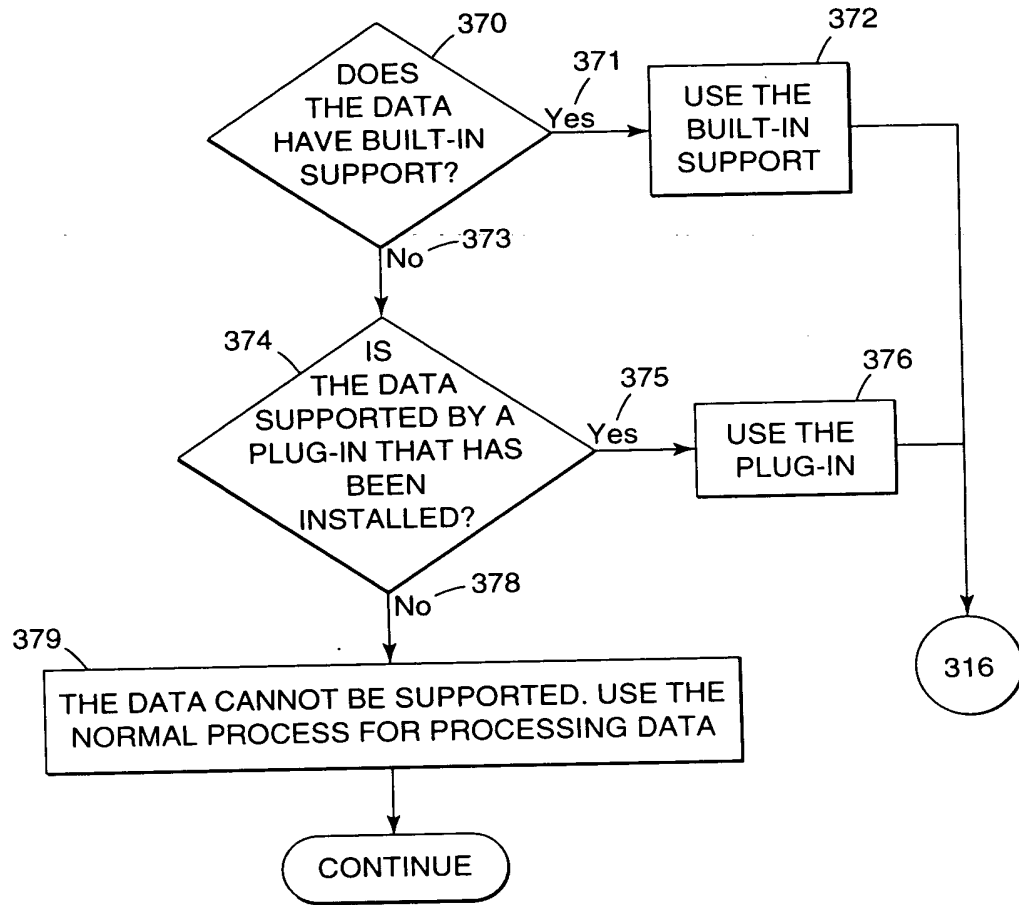 370
DOES
THE DATA
HAVE BUILT-IN
SUPPORT?
371
Yes
372
USE THE
BUILT-IN
SUPPORT
No
373
374
IS
THE DATA
SUPPORTED BY A
PLUG-IN THAT HAS
BEEN
INSTALLED?
375
Yes
376
USE THE
PLUG-IN
No
378
316
379
THE DATA CANNOT BE SUPPORTED. USE THE
NORMAL PROCESS FOR PROCESSING DATA
CONTINUE